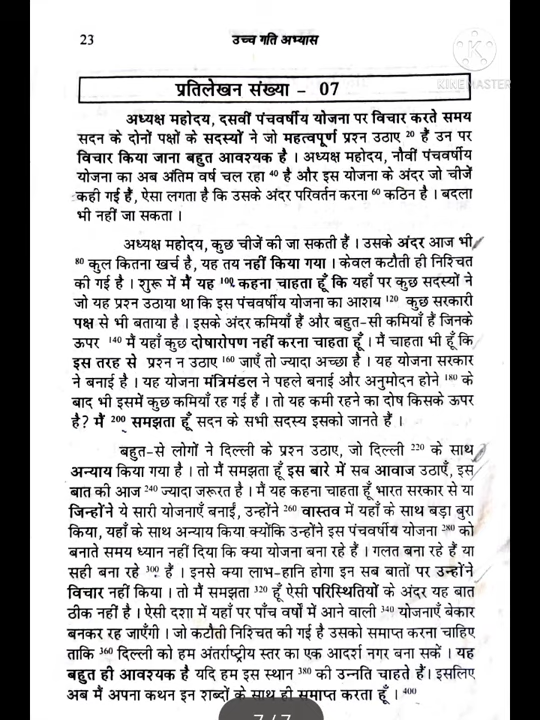 23
उच्च गति अभ्यास
KINEMASTER
प्रतिलेखन संख्या - 07
अध्यक्ष महोदय, दसवीं पंचवर्षीय योजना पर विचार करते समय
सदन के दोनों पक्षों के सदस्यों ने जो महत्वपूर्ण प्रश्न उठाए 20 हैं उन पर
विचार किया जाना बहुत आवश्यक है । अध्यक्ष महोदय, नौवीं पंचवर्षीय
योजना का अब अंतिम वर्ष चल रहा 40 है और इस योजना के अंदर जो चीजें
कही गई हैं, ऐसा लगता है कि उसके अंदर परिवर्तन करना 60 कठिन है । बदला
भी नहीं जा सकता ।
अध्यक्ष महोदय, कुछ चीजें की जा सकती हैं । उसके अंदर आज भी
80 कुल कितना खर्च है, यह तय नहीं किया गया । केवल कटौती ही निश्चित
की गई है । शुरू में मैं यह 100 कहना चाहता हूँ कि यहाँ पर कुछ सदस्यों ने
जो यह प्रश्न उठाया था कि इस पंचवर्षीय योजना का आशय 120 कुछ सरकारी
पक्ष से भी बताया है । इसके अंदर कमियाँ हैं और बहुत-सी कमियाँ हैं जिनके
ऊपर 140 मैं यहाँ कुछ दोषारोपण नहीं करना चाहता हूँ । मैं चाहता भी हूँ कि
इस तरह से प्रश्न न उठाए 160 जाएँ तो ज्यादा अच्छा है । यह योजना सरकार
ने बनाई है । यह योजना मंत्रिमंडल ने पहले बनाई और अनुमोदन होने 180 के
बाद भी इसमें कुछ कमियाँ रह गई हैं । तो यह कमी रहने का दोष किसके ऊपर
है? मैं 200 समझता हूँ सदन के सभी सदस्य इसको जानते हैं ।
बहुत-से लोगों ने दिल्ली के प्रश्न उठाए, जो दिल्ली 220 के साथ
अन्याय किया गया है । तो मैं समझता हूँ इस बारे में सब आवाज उठाएँ, इस
बात की आज 240 ज्यादा जरूरत है । मैं यह कहना चाहता हूँ भारत सरकार से या
जिन्होंने ये सारी योजनाएँ बनाईं, उन्होंने 260 वास्तव में यहाँ के साथ बड़ा बुरा
किया, यहाँ के साथ अन्याय किया क्योंकि उन्होंने इस पंचवर्षीय योजना 280 को
बनाते समय ध्यान नहीं दिया कि क्या योजना बना रहे हैं । गलत बना रहे हैं या
सही बना रहे 300 हैं । इनसे क्या लाभ-हानि होगा इन सब बातों पर उन्होंने
विचार नहीं किया । तो मैं समझता 320 हूँ ऐसी परिस्थितियों के अंदर यह बात
ठीक नहीं है । ऐसी दशा में यहाँ पर पाँच वर्षों में आने वाली 340 योजनाएँ बेकार
बनकर रह जाएँगी । जो कटौती निश्चित की गई है उसको समाप्त करना चाहिए
ताकि 360 दिल्ली को हम अंतर्राष्ट्रीय स्तर का एक आदर्श नगर बना सकें । यह
बहुत ही आवश्यक है यदि हम इस स्थान 380 की उन्नति चाहते हैं। इसलिए
अब मैं अपना कथन इन शब्दों के साथ ही समाप्त करता हूँ । 400
7 / 7